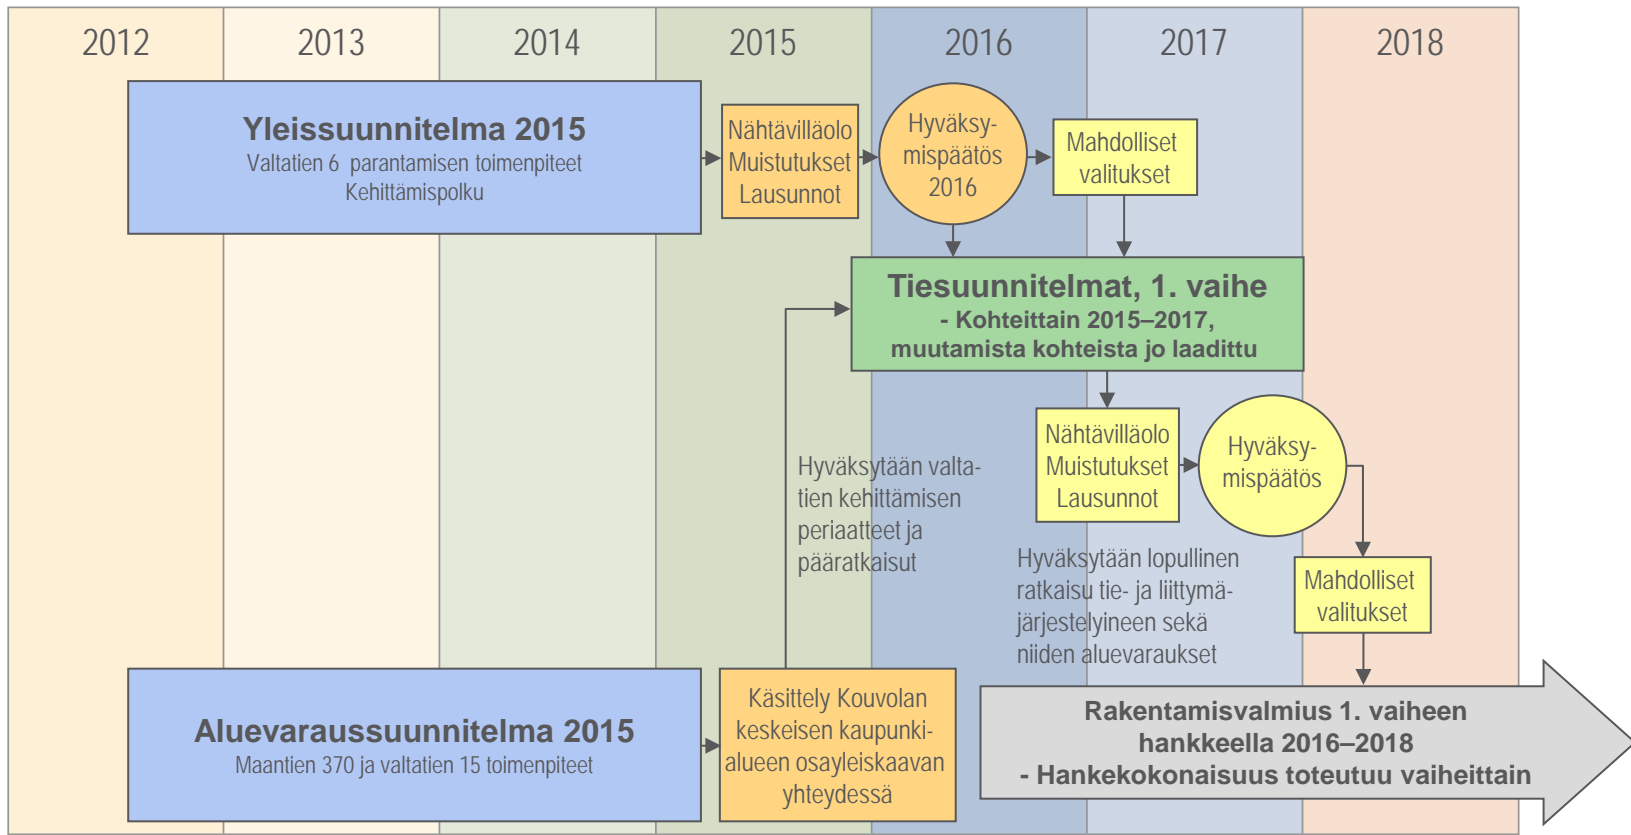 2012
2013
2014
2015
2016
2017
2018
Yleissuunnitelma 2015
Valtatien 6 parantamisen toimenpiteet
Kehittämispolku
Nähtävilläolo
Muistutukset
Lausunnot
Hyväksy-
mispäätös
2016
Mahdolliset
valitukset
Tiesuunnitelmat, 1. vaihe
- Kohteittain 2015–2017,
muutamista kohteista jo laadittu
Hyväksytään valta-
tien kehittämisen
periaatteet ja
pääratkaisut
Nähtävilläolo
Muistutukset
Lausunnot
Hyväksy-
mispäätös
Hyväksytään lopullinen
ratkaisu tie- ja liittymä-
järjestelyineen sekä
niiden aluevaraukset
Mahdolliset
valitukset
Aluevaraussuunnitelma 2015
Maantien 370 ja valtatien 15 toimenpiteet
Käsittely Kouvolan
keskeisen kaupunki-
alueen osayleiskaavan
yhteydessä
Rakentamisvalmius 1. vaiheen
hankkeella 2016–2018
- Hankekokonaisuus toteutuu vaiheittain